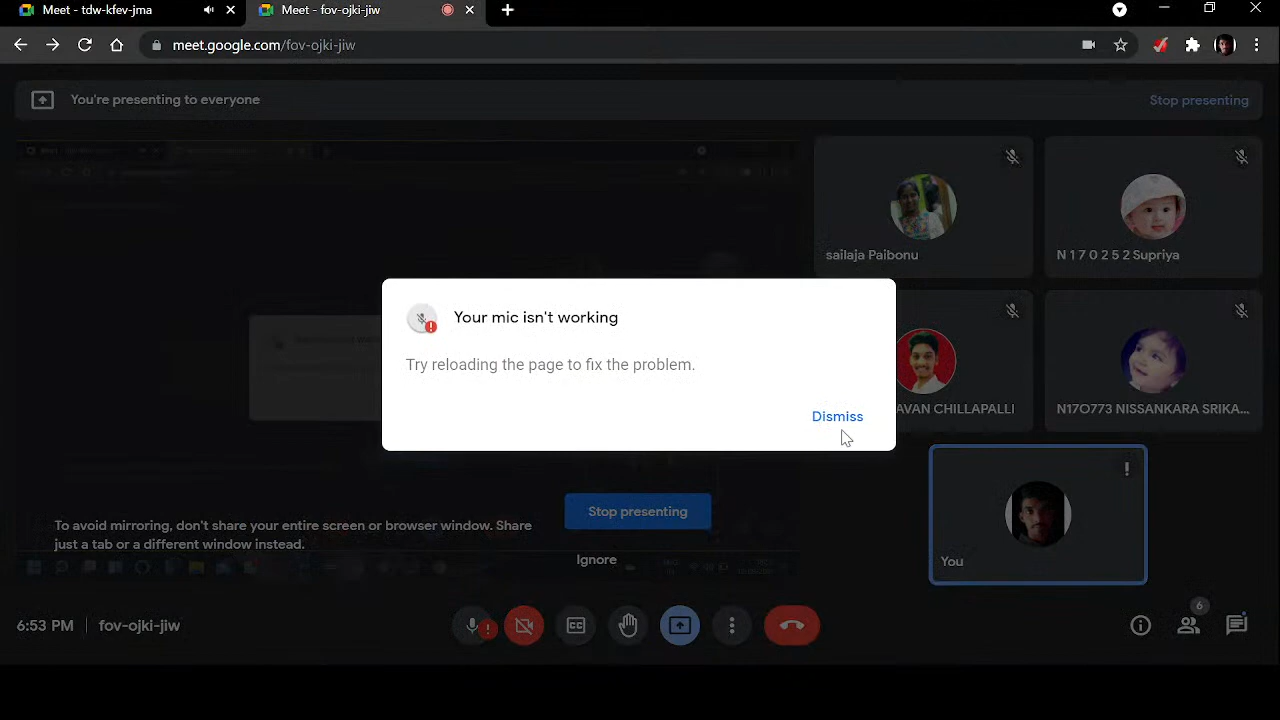 Meet - tdw-kfev-jma
Meet - fov-ojki-jiw
meet.google.com/fov-ojki-jiw
You're presenting to everyone
Stop presenting
sailaja Paibonu
N 1 7 0 2 5 2 Supriya
Your mic isn't working
Try reloading the page to fix the problem.
Dismiss
AVAN CHILLAPALLI
N17O773 NISSANKARA SRIKA...
To avoid mirroring, don't share your entire screen or browser window. Share
just a tab or a different window instead.
Stop presenting
Ignore
You
6:53 PM
fov-ojki-jiw
CC
6